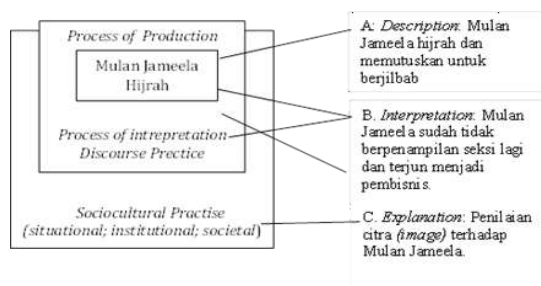 Process of Production
Mulan Jameela
Hijrah
Process of intrepretation
Discourse Prectice
Sociocultural Practise
(situational; institutional; societal)
A: Description: Mulan
Jameela hijrah dan
memutuskan untuk
berjilbab
B. Interpretation: Mulan
Jameela sudah tidak
berpenampilan seksi lagi
dan terjun menjadi
pembisnis.
C. Explanation: Penilaian
citra (image) terhadap
Mulan Jameela.